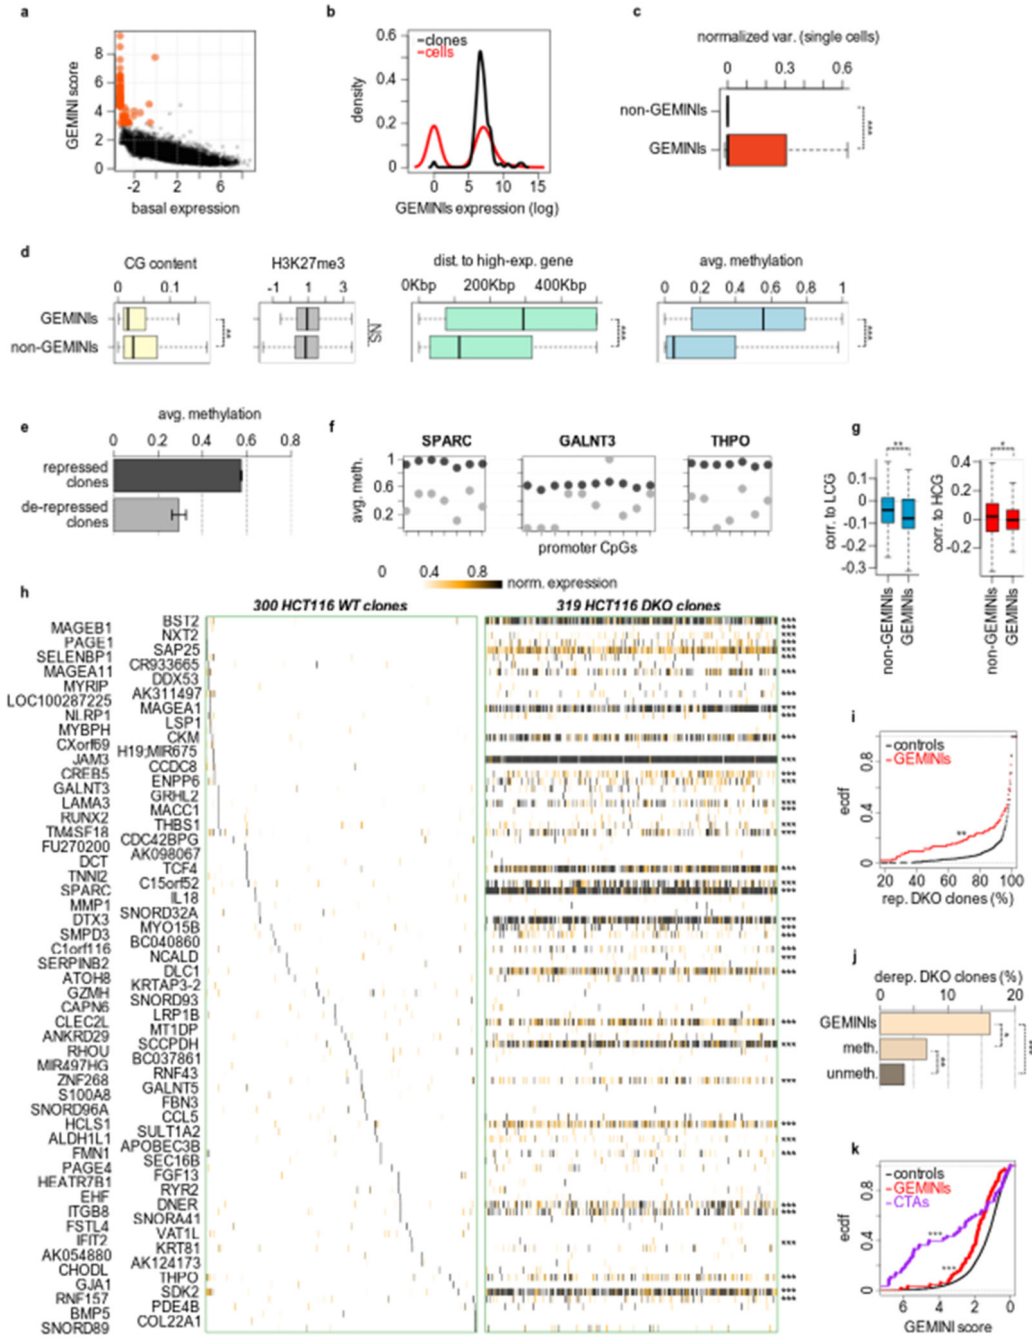 a
GEMINI score
8
6
4
2
0
-2 2 6
basal expression
b
density
0.6
0.4
0.2
0
clones
cells
0 5 10 15
GEMINIs expression (log)
c
normalized var. (single cells)
0 0.3 0.6
non-GEMINIs
GEMINIs
***
d
CG content
0 0.1
GEMINIs
non-GEMINIs
**
H3K27me3
-1 1 3
NS
dist. to high-exp. gene
0Kbp 200Kbp 400Kbp
***
avg. methylation
0 0.2 0.4 0.6 0.8 1
***
e
avg. methylation
0 0.2 0.4 0.6 0.8
repressed
clones
de-repressed
clones
f
SPARC GALNT3 THPO
avg. meth.
1
0.6
0.2
promoter CpGs
g
corr. to LCG
0.1
-0.1
-0.2
-0.3
**
non-GEMINIs
GEMINIs
corr. to HCG
0.4
0.2
0
-0.2
*
non-GEMINIs
GEMINIs
0 0.4 0.8 norm. expression
h
300 HCT116 WT clones 319 HCT116 DKO clones
BST2
MAGEB1
NXT2
PAGE1
SAP25
SELENBP1
CR933665
MAGEA11
DDX53
MYRIP
AK311497
LOC100287225
MAGEA1
NLRP1
LSP1
MYBPH
CKM
CXorf69
H19;MIR675
JAM3
CCDC8
CREB5
ENPP6
GALNT3
GRHL2
LAMA3
MACC1
RUNX2
THBS1
TM4SF18
CDC42BPG
FU270200
AK098067
DCT
TCF4
TNNI2
C15orf52
SPARC
IL18
MMP1
SNORD32A
DTX3
MYO15B
SMPD3
BC040860
C1orf116
NCALD
SERPINB2
DLC1
ATOH8
KRTAP3-2
GZMH
SNORD93
CAPN6
LRP1B
CLEC2L
MT1DP
ANKRD29
SCCPDH
RHOU
BC037861
MIR497HG
RNF43
ZNF268
GALNT5
S100A8
FBN3
SNORD96A
CCL5
HCLS1
SULT1A2
ALDH1L1
APOBEC3B
FMN1
SEC16B
PAGE4
FGF13
HEATR7B1
RYR2
EHF
DNER
ITGB8
SNORA41
FSTL4
VAT1L
IFIT2
KRT81
AK054880
AK124173
CHODL
THPO
GJA1
SDK2
RNF157
PDE4B
BMP5
COL22A1
SNORD89
i
ecdf
0.8
0.4
0
controls
GEMINIs
**
20 40 60 80 100
rep. DKO clones (%)
j
derep. DKO clones (%)
0 5 10 15 20
GEMINIs
meth.
unmeth.
*
**
***
k
ecdf
0.8
0.4
0
controls
GEMINIs
CTAs
***
***
6 4 2 0
GEMINI score